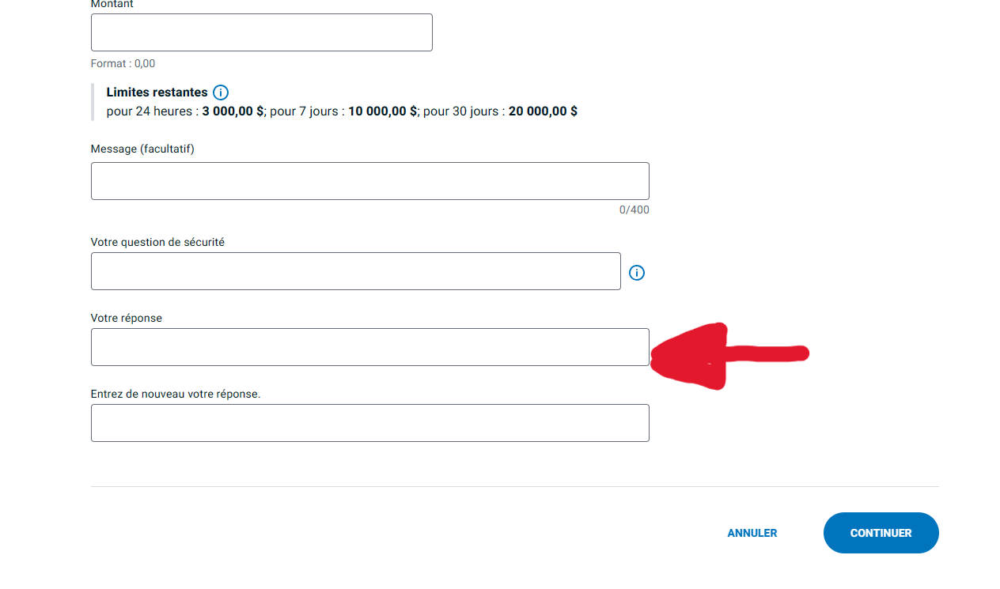 Montant
Format : 0,00
Limites restantes
pour 24 heures : 3 000,00 $; pour 7 jours : 10 000,00 $; pour 30 jours : 20 000,00 $
Message (facultatif)
0/400
Votre question de sécurité
Votre réponse
Entrez de nouveau votre réponse.
ANNULER
CONTINUER